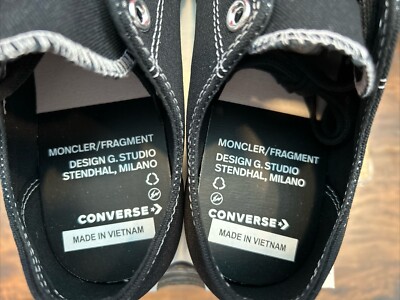 MONCLER/FRAGMENT
DESIGN G. STUDIO
STENDHAL, MILANO
CONVERSE
MADE IN VIETNAM
MONCLER/FRAGMENT
DESIGN G. STUDIO
STENDHAL, MILANO
CONVERSE
MADE IN VIETNAM